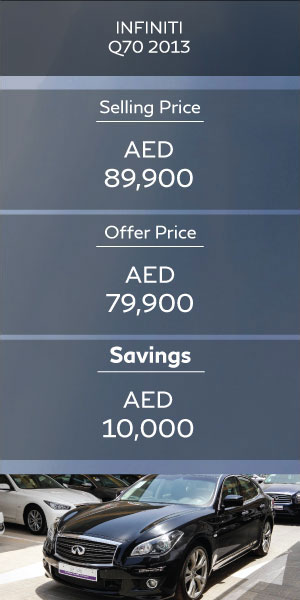 INFINITI
Q70 2013
Selling Price
AED
89,900
Offer Price
AED
79,900
Savings
AED
10,000